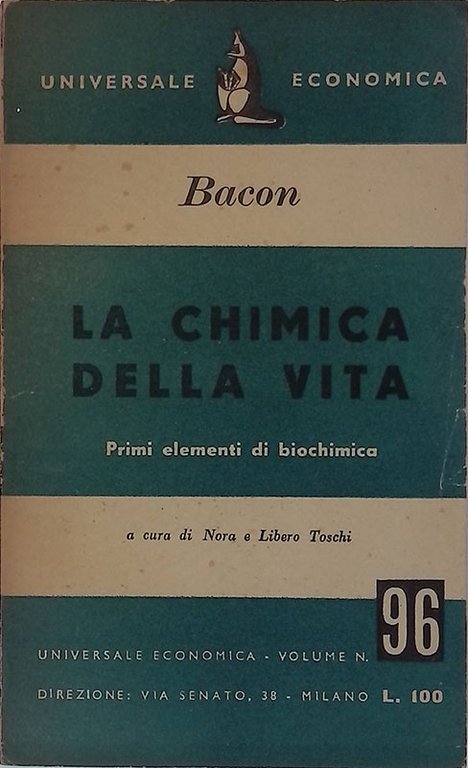 UNIVERSALE ECONOMICA
Bacon
LA CHIMICA
DELLA VITA
Primi elementi di biochimica
a cura di Nora e Libero Toschi
96
UNIVERSALE ECONOMICA - VOLUME N.
DIREZIONE: VIA SENATO, 38 - MILANO L. 100